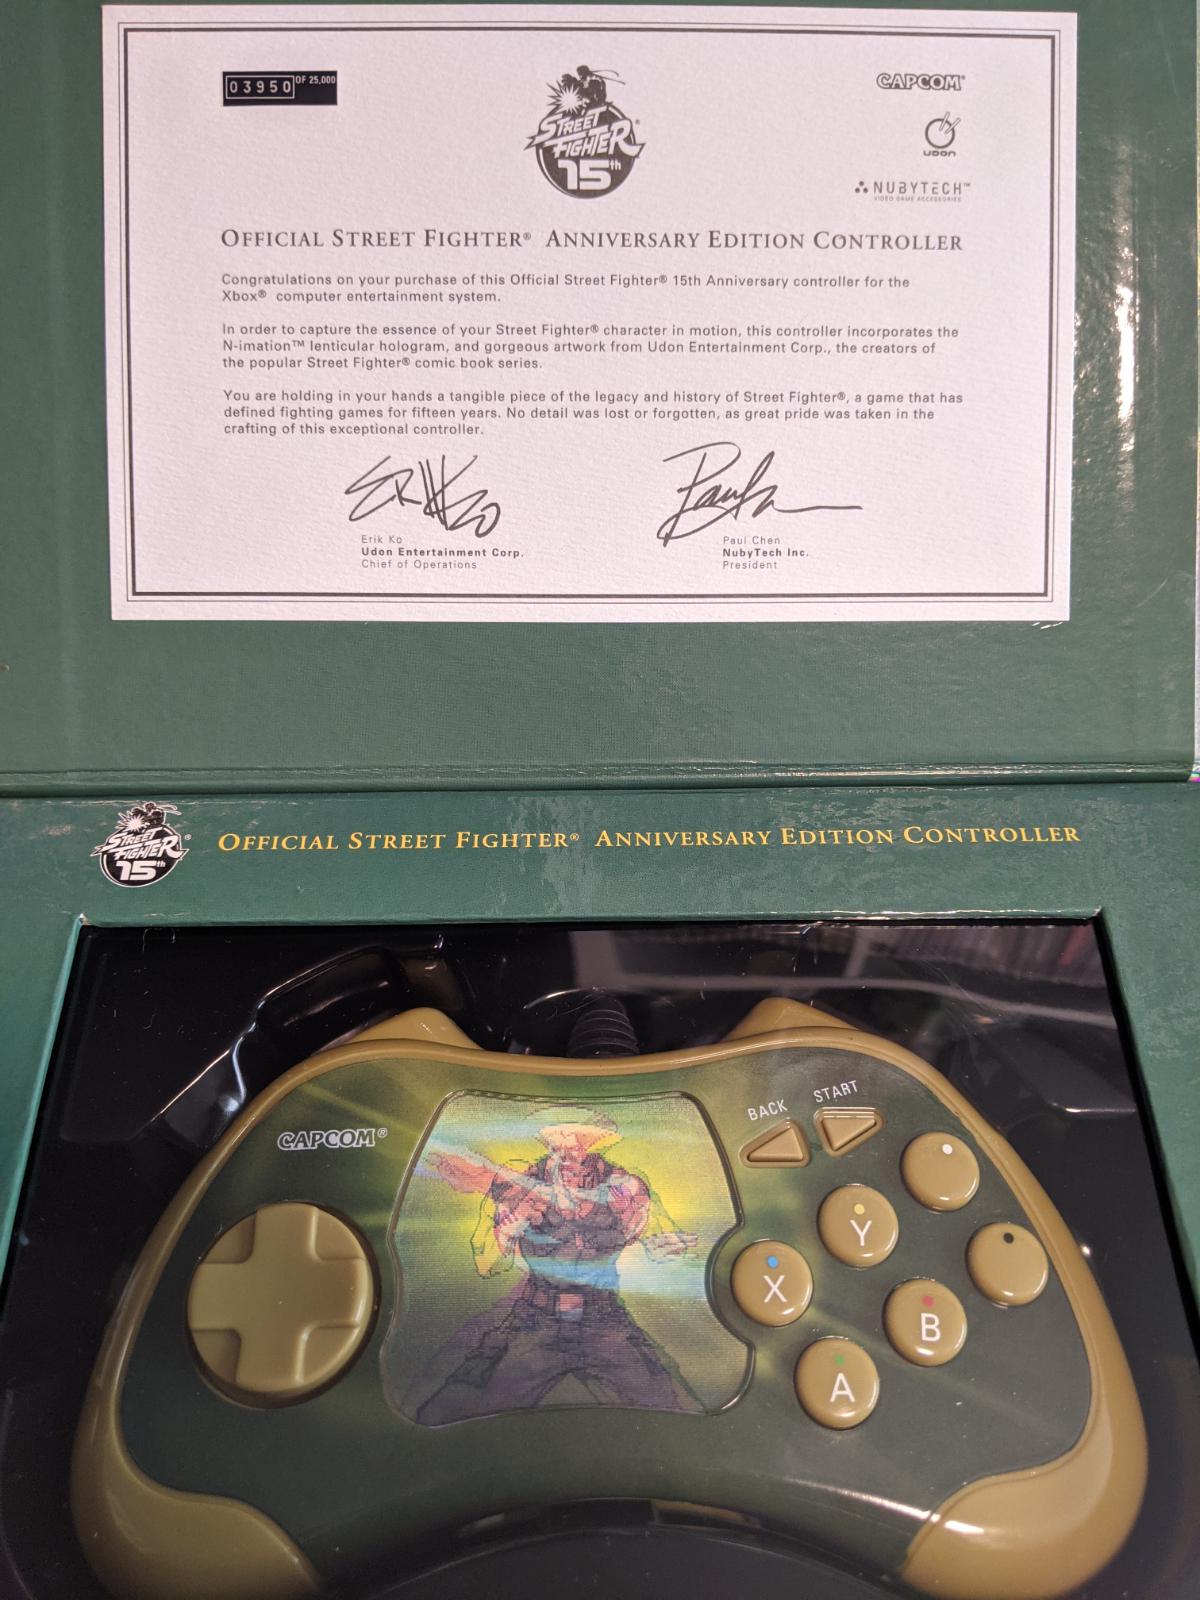 03950 OF 25,000
STREET FIGHTER® 15th
CAPCOM®
UDON
NUBYTECH™
VIDEO GAME ACCESSORIES
OFFICIAL STREET FIGHTER® ANNIVERSARY EDITION CONTROLLER
Congratulations on your purchase of this Official Street Fighter® 15th Anniversary controller for the
Xbox® computer entertainment system.
In order to capture the essence of your Street Fighter® character in motion, this controller incorporates the
N-imation™ lenticular hologram, and gorgeous artwork from Udon Entertainment Corp., the creators of
the popular Street Fighter® comic book series.
You are holding in your hands a tangible piece of the legacy and history of Street Fighter®, a game that has
defined fighting games for fifteen years. No detail was lost or forgotten, as great pride was taken in the
crafting of this exceptional controller.
Erik Ko
Udon Entertainment Corp.
Chief of Operations
Paul Chen
NubyTech Inc.
President
STREET FIGHTER® 15th
OFFICIAL STREET FIGHTER® ANNIVERSARY EDITION CONTROLLER
CAPCOM®
BACK
START
Y
X
B
A